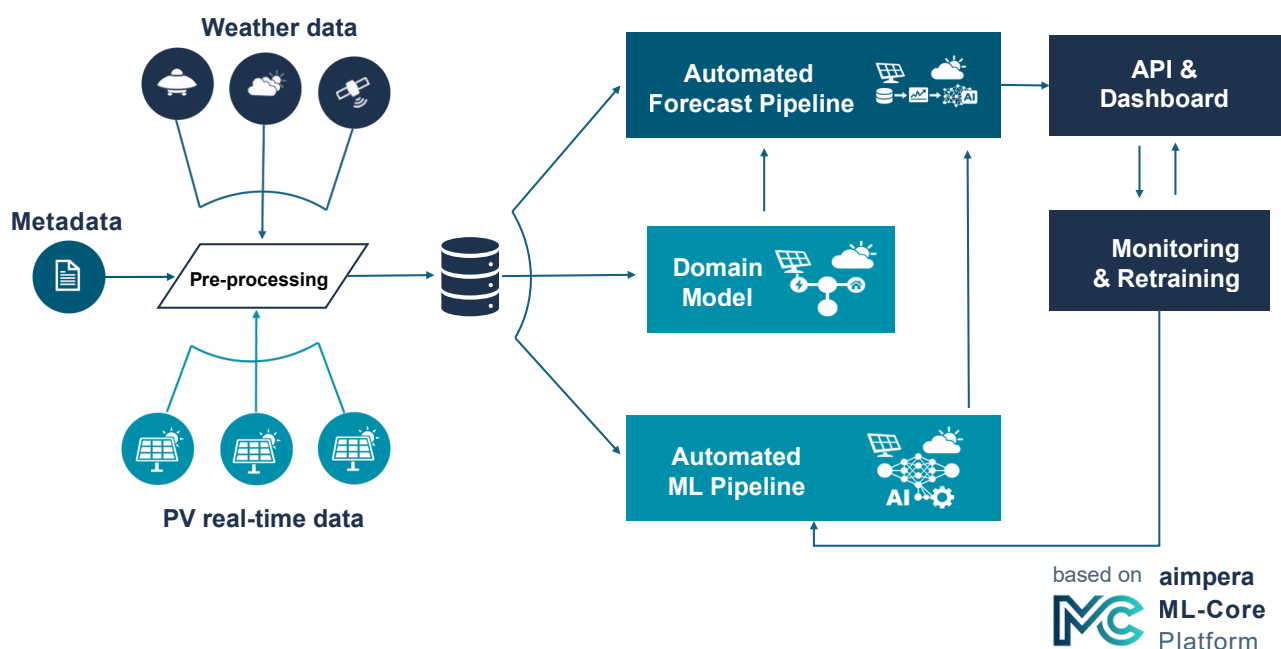 Weather data
Automated
Forecast Pipeline
AI
API &
Dashboard
Metadata
Pre-processing
Domain
Model
Monitoring
& Retraining
Automated
ML Pipeline
AI
PV real-time data
based on aimpera
MC
ML-Core
Platform